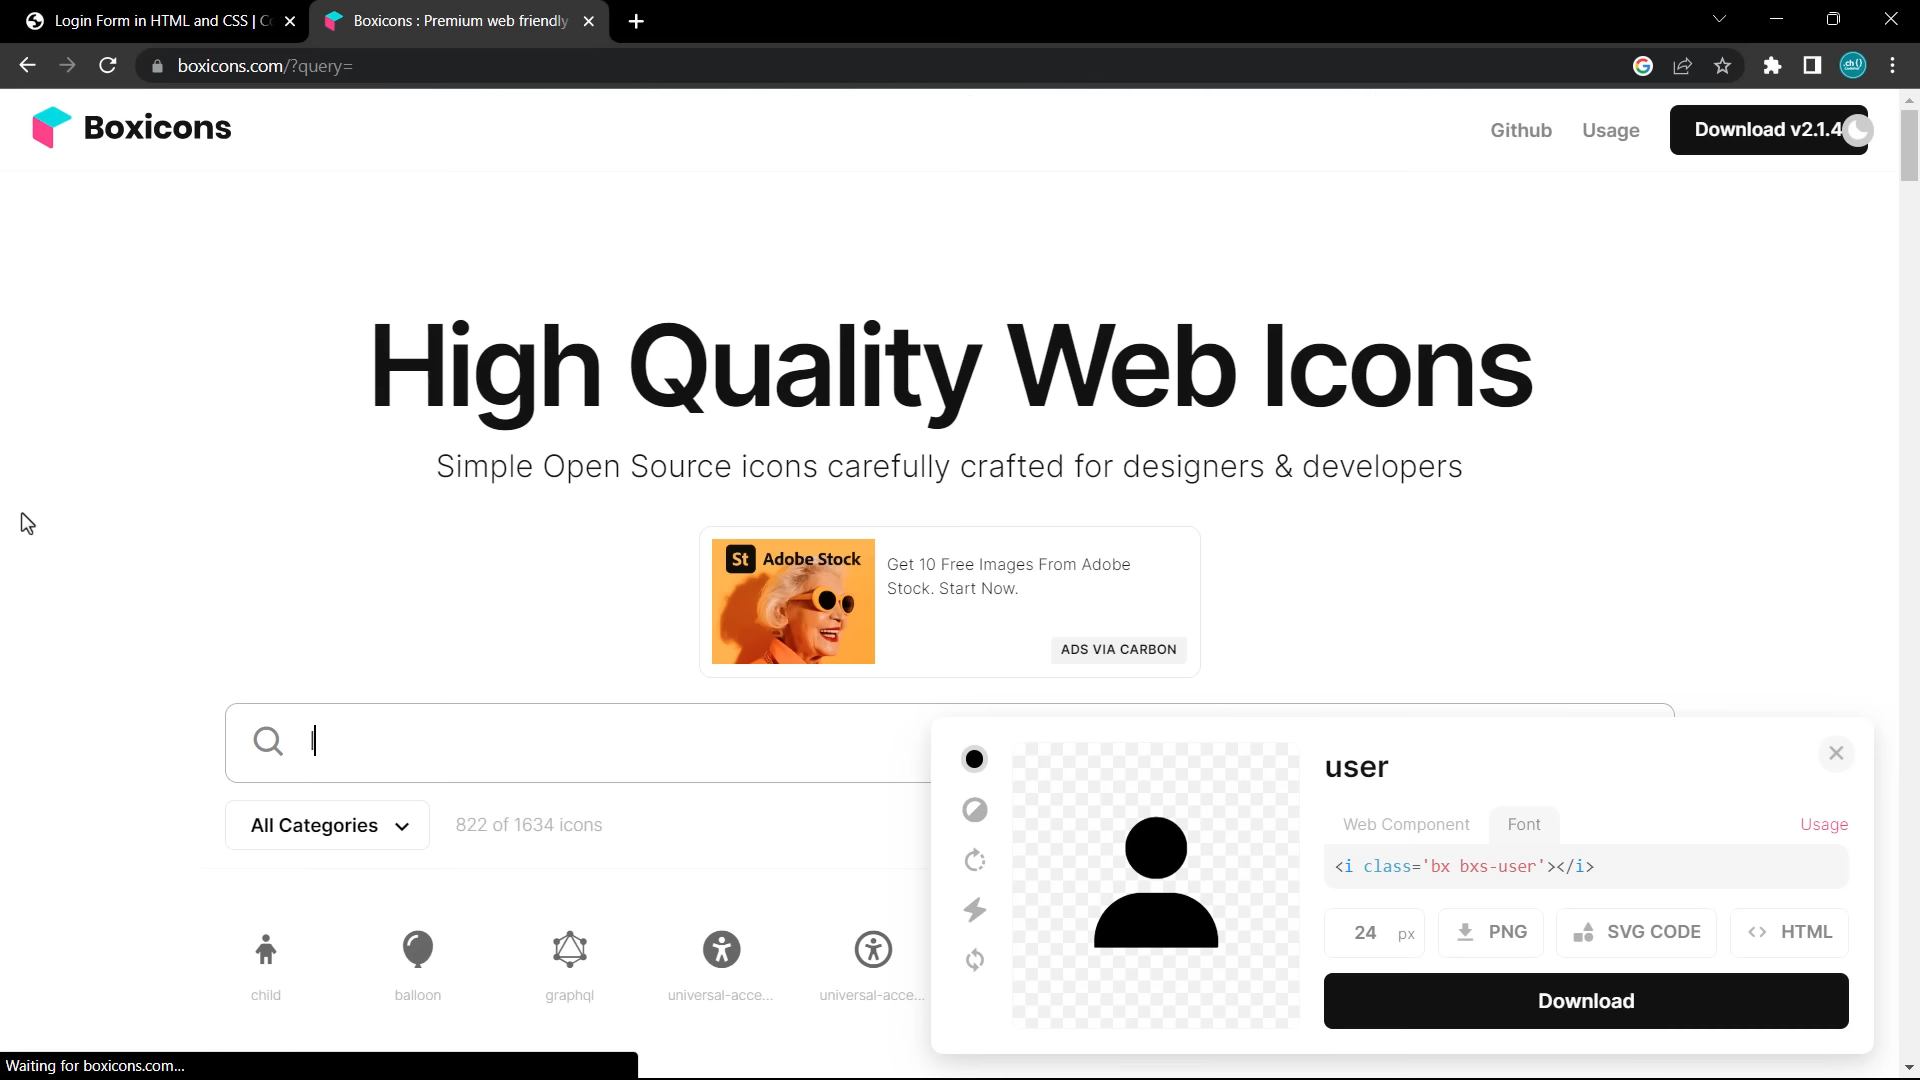 Login Form in HTML and CSS | C
Boxicons : Premium web friendly
boxicons.com/?query=
Boxicons
Github
Usage
Download v2.1.4
High Quality Web Icons
Simple Open Source icons carefully crafted for designers & developers
St Adobe Stock
Get 10 Free Images From Adobe
Stock. Start Now.
ADS VIA CARBON
user
Web Component
Font
Usage
<i class='bx bxs-user'></i>
24 px
PNG
SVG CODE
<> HTML
Download
All Categories
822 of 1634 icons
child
balloon
graphql
universal-acce...
universal-acce...
Waiting for boxicons.com...